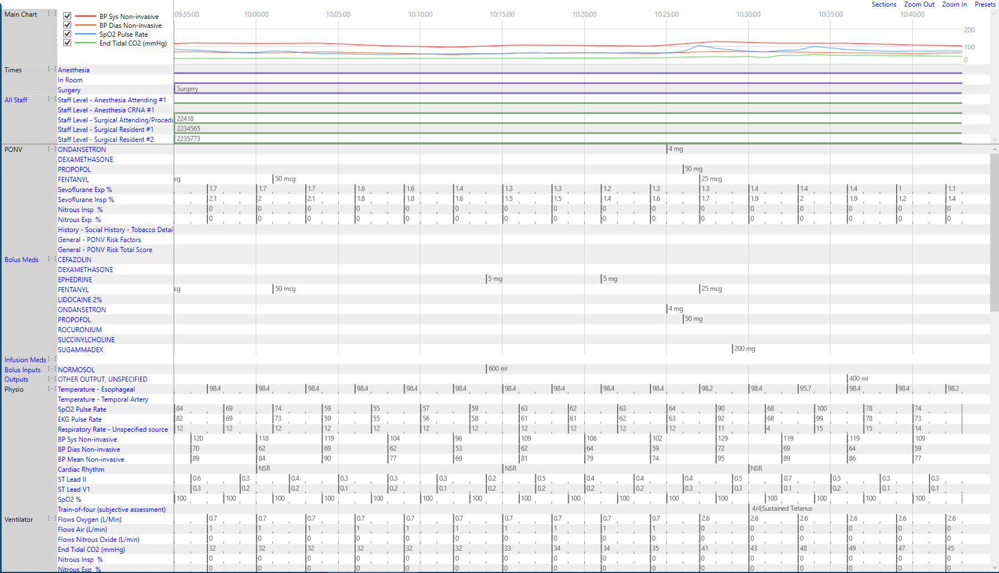 Sections Zoom Out Zoom In Presets
Main Chart [-] 09:55:00 10:00:00 10:05:00 10:10:00 10:15:00 10:20:00 10:25:00 10:30:00 10:35:00 10:40:00
BP Sys Non-invasive
BP Dias Non-invasive
SpO2 Pulse Rate
End Tidal CO2 (mmHg)
200
100
0
Times [-] Anesthesia
In Room
Surgery Surgery
All Staff [-] Staff Level - Anesthesia Attending #1
Staff Level - Anesthesia CRNA #1
Staff Level - Surgical Attending/Procedu 22418
Staff Level - Surgical Resident #1 2234565
Staff Level - Surgical Resident #2 2235773
PONV [-] ONDANSETRON 4 mg
DEXAMETHASONE
PROPOFOL 50 mg
FENTANYL cg 50 mcg 25 mcg
Sevoflurane Exp % 1.7 1.7 1.7 1.6 1.6 1.4 1.3 1.3 1.2 1.3 1.3 1.4 1.4 1.4 1 1.1
Sevoflurane Insp % 2.1 2 2.1 1.8 1.8 1.6 1.5 1.5 1.4 1.6 1.7 1.9 2 1.9 1.2 1.4
Nitrous Insp % 0 0 0 0 0 0 0 0 0 0 0 0 0 0 0 0
Nitrous Exp % 0 0 0 0 0 0 0 0 0 0 0 0 0 0 0 0
History - Social History - Tobacco Detai
General - PONV Risk Factors
General - PONV Risk Total Score
Bolus Meds [-] CEFAZOLIN
DEXAMETHASONE
EPHEDRINE 5 mg 5 mg
FENTANYL cg 50 mcg 25 mcg
LIDOCAINE 2%
ONDANSETRON 4 mg
PROPOFOL 50 mg
ROCURONIUM
SUCCINYLCHOLINE
SUGAMMADEX 200 mg
Infusion Meds [-]
Bolus Inputs [-] NORMOSOL 600 ml
Outputs [-] OTHER OUTPUT, UNSPECIFIED 400 ml
Physio [-] Temperature - Esophageal 98.4 98.4 98.4 98.4 98.4 98.4 98.4 98.4 98.4 98.4 98.2 98.4 95.7 98.4 98.4 98.2
Temperature - Temporal Artery
SpO2 Pulse Rate 84 69 74 59 55 57 59 63 62 63 64 90 68 100 78 74
EKG Pulse Rate 82 69 73 59 55 56 58 61 61 62 63 92 68 99 78 73
Respiratory Rate - Unspecified source 12 12 12 12 12 12 12 12 12 12 12 11 4 15 15 14
BP Sys Non-invasive 120 118 119 104 96 109 106 102 129 119 119 109
BP Dias Non-invasive 70 62 69 62 53 62 64 59 72 69 64 59
BP Mean Non-invasive 89 84 90 77 69 81 79 74 95 89 86 77
Cardiac Rhythm NSR NSR NSR
ST Lead II 0.6 0.3 0.4 0.3 0.3 0.3 0.2 0.5 0.4 0.4 0.4 0.5 0.7 0.5 0.3 0.3
ST Lead V1 0.3 0.2 0.2 0.1 0.2 0.1 0.2 0.2 0.2 0.2 0.3 0.3 0.1 0.2 0.1 0.1
SpO2 % 100 100 100 100 100 100 100 100 100 100 100 100 100 100 100 100
Train-of-four (subjective assessment) 4/4;Sustained Tetanus
Ventilator [-] Flows Oxygen (L/Min) 0.7 0.7 0.7 0.7 0.7 0.7 0.7 0.7 0.7 0.7 2.6 2.6 2.6 2.6 2.6 2.6
Flows Air (L/min) 1 1 1 1 1 1 1 1 1 1 0 0 0 0 0 0
Flows Nitrous Oxide (L/min) 0 0 0 0 0 0 0 0 0 0 0 0 0 0 0 0
End Tidal CO2 (mmHg) 32 32 32 32 32 32 33 34 34 35 41 43 48 49 47 45
Nitrous Insp % 0 0 0 0 0 0 0 0 0 0 0 0 0 0 0 0
Nitrous Exp % 0 0 0 0 0 0 0 0 0 0 0 0 0 0 0 0